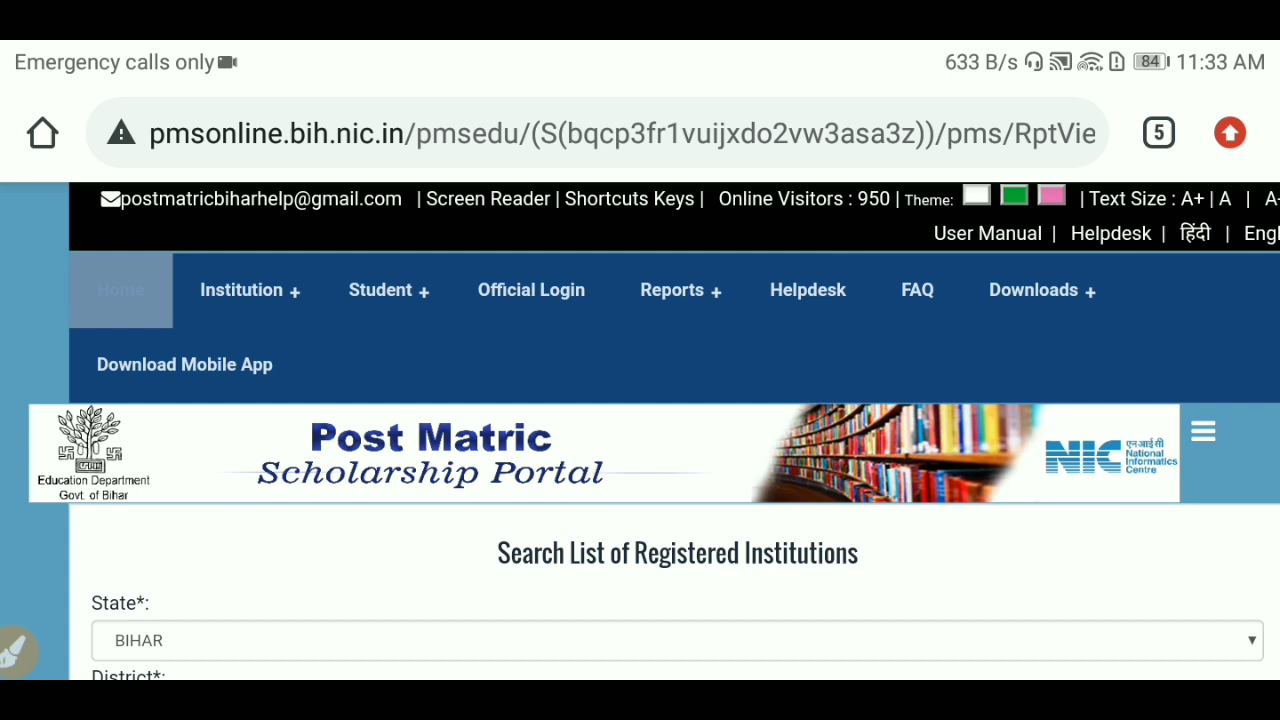 Emergency calls only 633 B/s 84 11:33 AM
pmsonline.bih.nic.in/pmsedu/(S(bqcp3fr1vuijxdo2vw3asa3z))/pms/RptVie 5
postmatricbiharhelp@gmail.com | Screen Reader | Shortcuts Keys | Online Visitors : 950 | Theme: | Text Size : A+ | A | A-
User Manual | Helpdesk | हिंदी | Engl
Home Institution + Student + Official Login Reports + Helpdesk FAQ Downloads +
Download Mobile App
Post Matric
Scholarship Portal
Education Department
Govt. of Bihar
NIC एनआईसी
National
Informatics
Centre
Search List of Registered Institutions
State*:
BIHAR
District*: